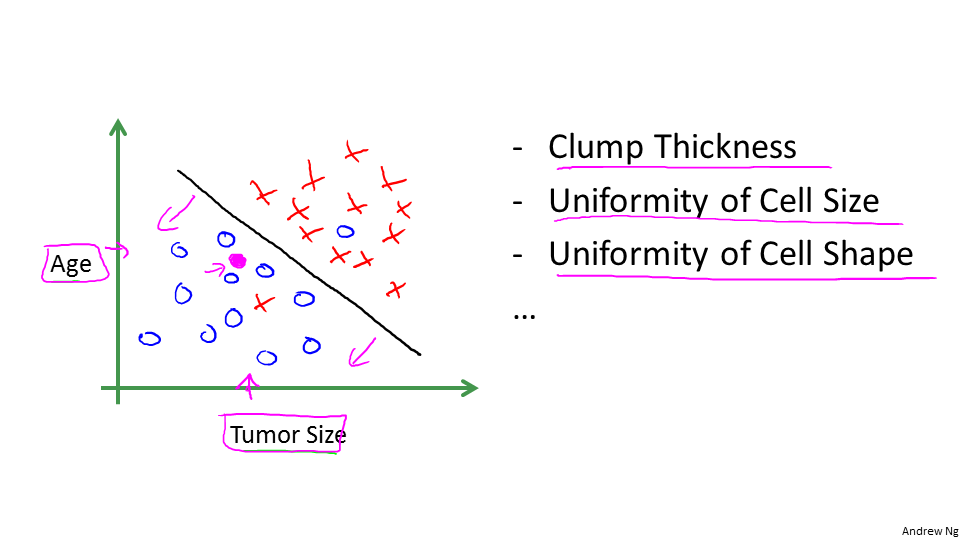 - Clump Thickness
- Uniformity of Cell Size
- Uniformity of Cell Shape
...
Age
Tumor Size
Andrew Ng